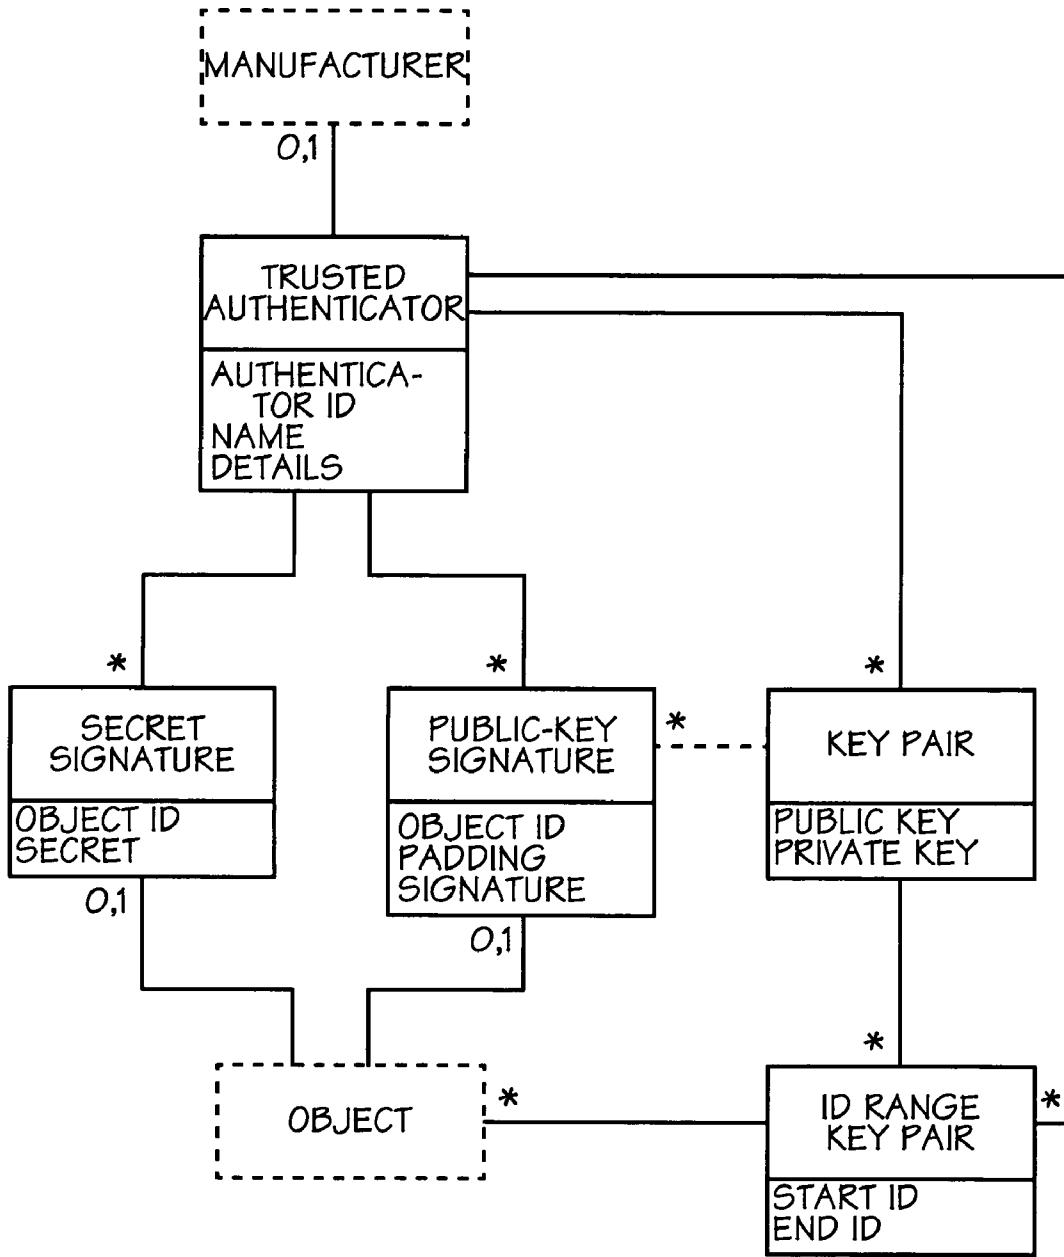 MANUFACTURER
0,1
TRUSTED
AUTHENTICATOR
AUTHENTICA-
TOR ID
NAME
DETAILS
*
*
*
SECRET
SIGNATURE
OBJECT ID
SECRET
0,1
PUBLIC-KEY
SIGNATURE
*
OBJECT ID
PADDING
SIGNATURE
0,1
KEY PAIR
PUBLIC KEY
PRIVATE KEY
*
OBJECT
*
ID RANGE
KEY PAIR
*
START ID
END ID